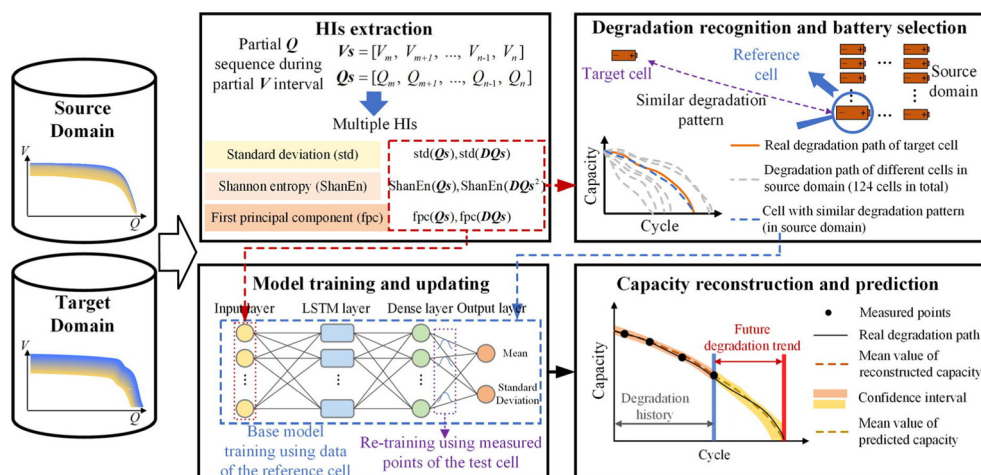 Source
Domain
V
Q
Target
Domain
V
Q
HIs extraction
Partial Q
sequence during
partial V interval
Vs = [Vm, Vm+1, ..., Vn-1, Vn]
Qs = [Qm, Qm+1, ..., Qn-1, Qn]
Multiple HIs
Standard deviation (std)
std(Qs),std(DQs)
Shannon entropy (ShanEn)
ShanEn(Qs),ShanEn(DQs²)
First principal component (fpc)
fpc(Qs),fpc(DQs)
Degradation recognition and battery selection
Target cell
Reference
cell
Source
domain
Similar degradation
pattern
Capacity
Cycle
Real degradation path of target cell
Degradation path of different cells in
source domain (124 cells in total)
Cell with similar degradation pattern
(in source domain)
Model training and updating
Input layer
LSTM layer
Dense layer
Output layer
Mean
Standard
Deviation
Base model
training using data
of the reference cell
Re-training using measured
points of the test cell
Capacity reconstruction and prediction
Capacity
Cycle
Future
degradation trend
Degradation
history
Measured points
Real degradation path
Mean value of
reconstructed capacity
Confidence interval
Mean value of
predicted capacity